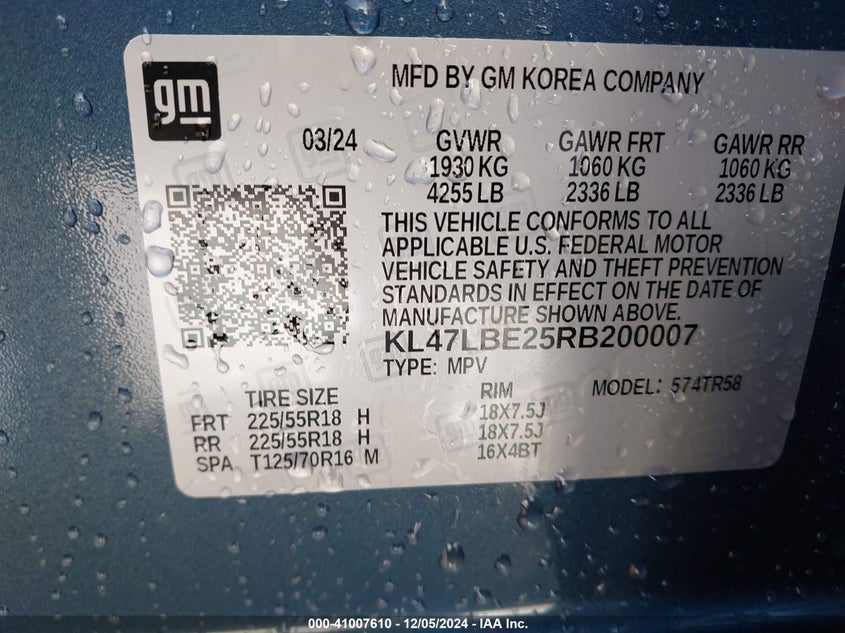 gm
MFD BY GM KOREA COMPANY
03/24 GVWR GAWR FRT GAWR RR
1930 KG 1060 KG 1060 KG
4255 LB 2336 LB 2336 LB
THIS VEHICLE CONFORMS TO ALL
APPLICABLE U.S. FEDERAL MOTOR
VEHICLE SAFETY AND THEFT PREVENTION
STANDARDS IN EFFECT ON THE DATE OF
MANUFACTURE SHOWN ABOVE.
KL47LBE25RB200007
TYPE: MPV
TIRE SIZE RIM MODEL: 574TR58
FRT 225/55R18 H 18X7.5J
RR 225/55R18 H 18X7.5J
SPA T125/70R16 M 16X4BT
000-41007610 - 12/05/2024 - IAA Inc.